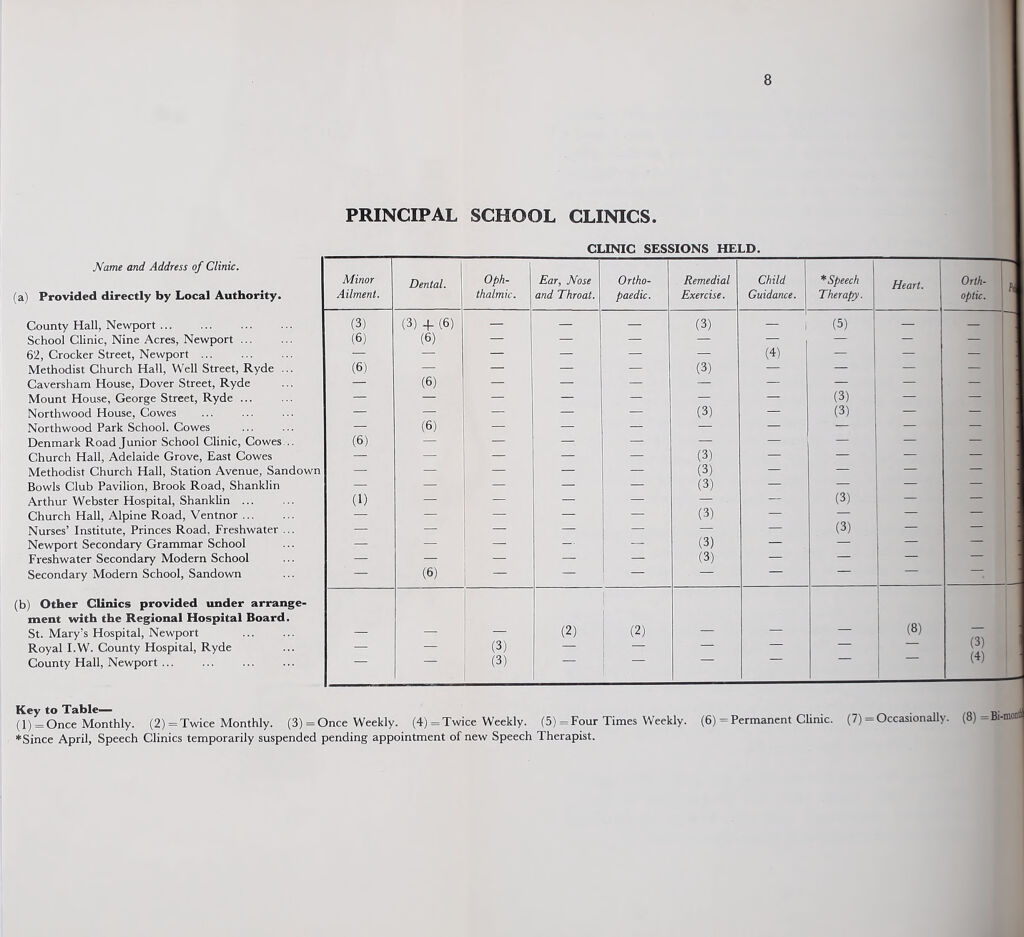 8
PRINCIPAL SCHOOL CLINICS.
CLINIC SESSIONS HELD.
Name and Address of Clinic. Minor Ailment. Dental. Oph-thalmic. Ear, Nose and Throat. Ortho-paedic. Remedial Exercise. Child Guidance. *Speech Therapy. Heart. Orth-optic.
(a) Provided directly by Local Authority.
County Hall, Newport ... ... ... ... (3) (3) + (6) — — — (3) — (5) — —
School Clinic, Nine Acres, Newport ... ... (6) (6) — — — — — — — —
62, Crocker Street, Newport ... ... ... — — — — — — (4) — — —
Methodist Church Hall, Well Street, Ryde ... (6) — — — — (3) — — — —
Caversham House, Dover Street, Ryde ... — (6) — — — — — — — —
Mount House, George Street, Ryde ... ... — — — — — — — (3) — —
Northwood House, Cowes ... ... ... — — — — — (3) — (3) — —
Northwood Park School. Cowes ... ... — (6) — — — — — — — —
Denmark Road Junior School Clinic, Cowes .. (6) — — — — — — — — —
Church Hall, Adelaide Grove, East Cowes — — — — — (3) — — — —
Methodist Church Hall, Station Avenue, Sandown — — — — — (3) — — — —
Bowls Club Pavilion, Brook Road, Shanklin — — — — — (3) — — — —
Arthur Webster Hospital, Shanklin ... ... (1) — — — — — — (3) — —
Church Hall, Alpine Road, Ventnor ... ... — — — — — (3) — — — —
Nurses' Institute, Princes Road. Freshwater ... — — — — — — — (3) — —
Newport Secondary Grammar School ... — — — — — (3) — — — —
Freshwater Secondary Modern School ... — — — — — (3) — — — —
Secondary Modern School, Sandown ... — (6) — — — — — — — —
(b) Other Clinics provided under arrange-
ment with the Regional Hospital Board.
St. Mary's Hospital, Newport ... ... — — — (2) (2) — — — (8) —
Royal I.W. County Hospital, Ryde ... — — (3) — — — — — — (3)
County Hall, Newport ... ... ... ... — — (3) — — — — — — (4)
Key to Table—
(1) = Once Monthly. (2) = Twice Monthly. (3) = Once Weekly. (4) = Twice Weekly. (5) = Four Times Weekly. (6) = Permanent Clinic. (7) = Occasionally. (8) =
*Since April, Speech Clinics temporarily suspended pending appointment of new Speech Therapist.